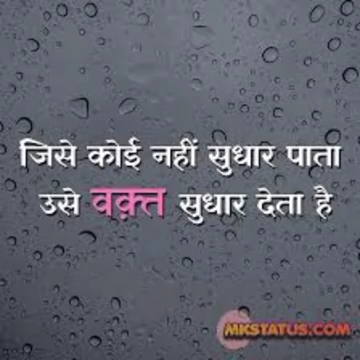 जिसे कोई नहीं सुधार पाता
उसे वक़्त सुधार देता है
MKSTATUS.COM